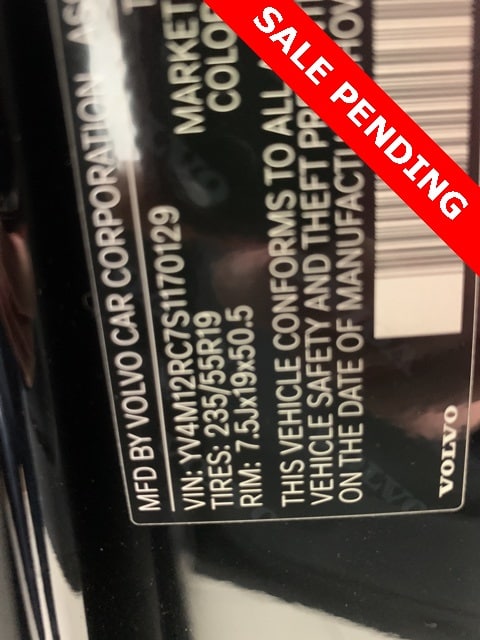 MFD BY VOLVO CAR CORPORATION
VIN: YV4M12RC7S1170129
MARKET
TIRES: 235/55R19
COLO
RIM: 7.5Jx19x50.5
THIS VEHICLE CONFORMS TO ALL
VEHICLE SAFETY AND THEFT PR
ON THE DATE OF MANUFACTU
VOLVO
SALE PENDING